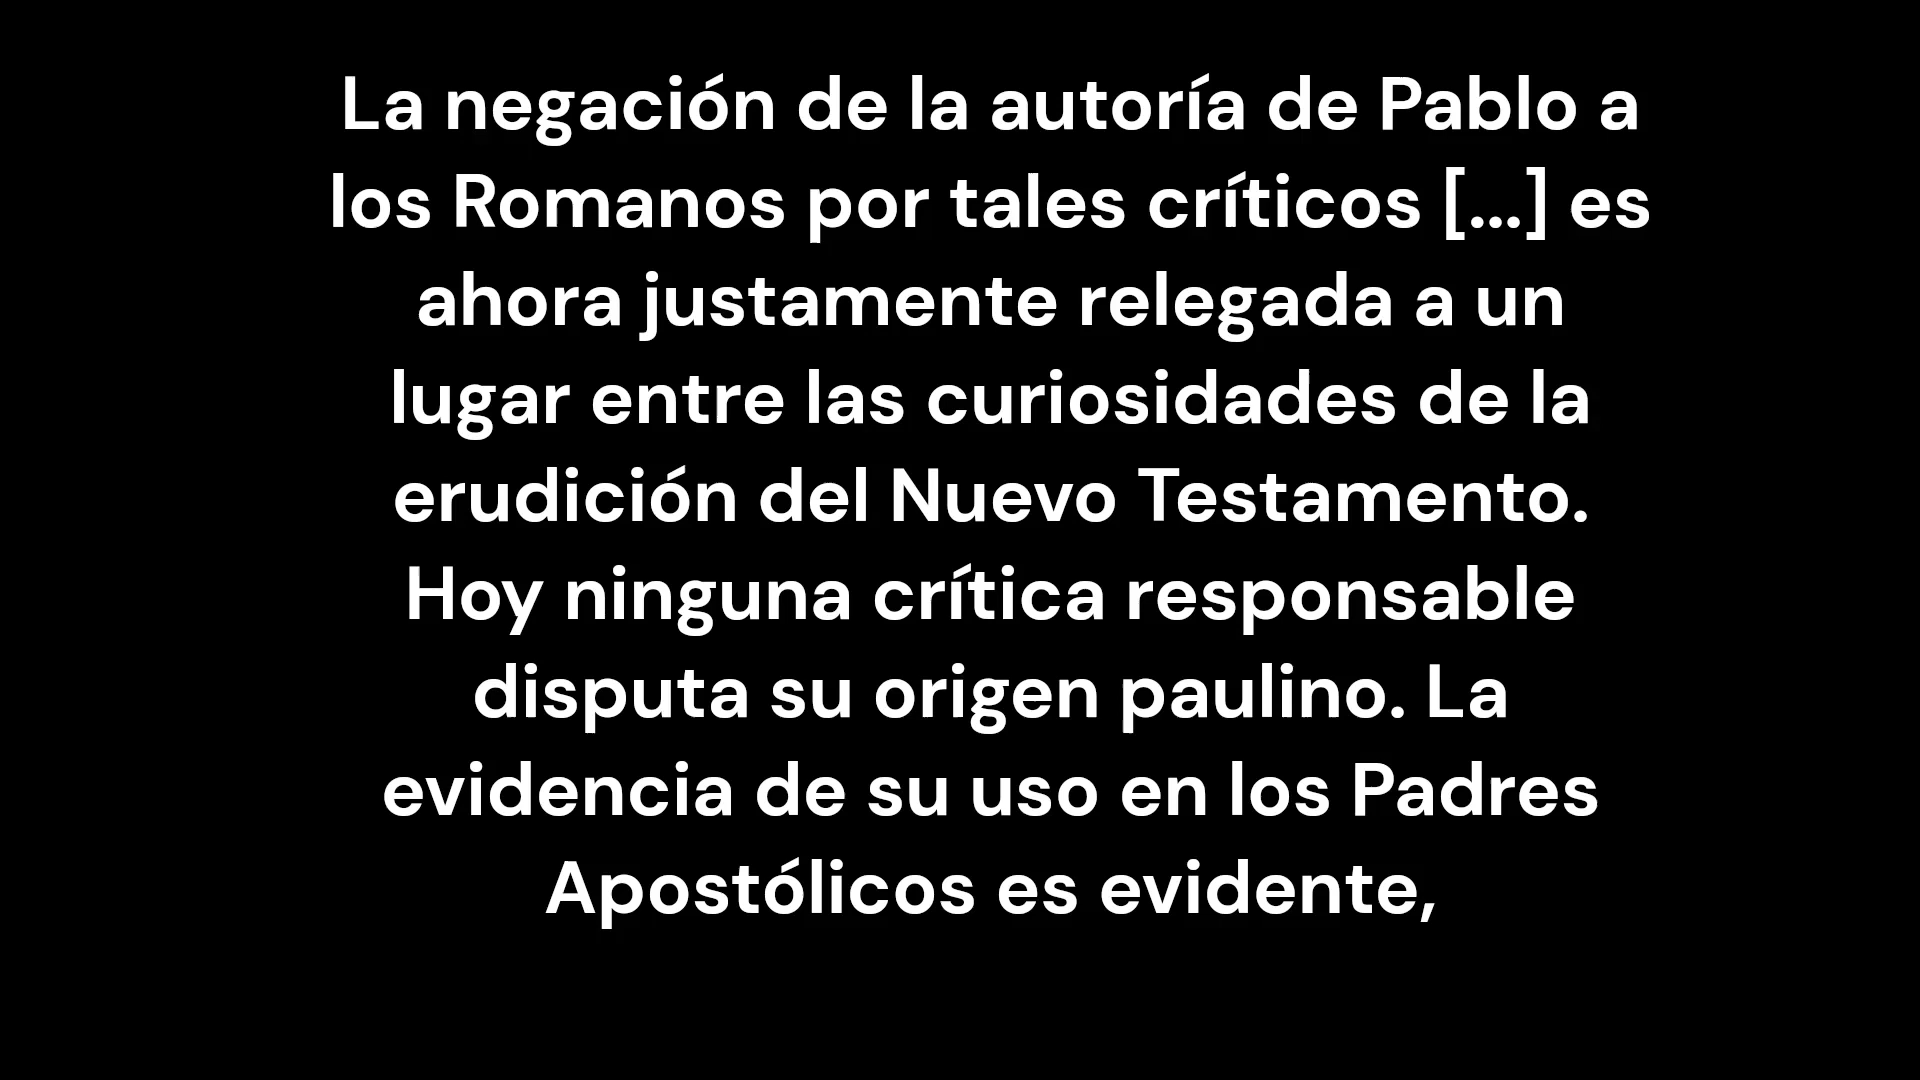 La negación de la autoría de Pablo a
los Romanos por tales críticos [...] es
ahora justamente relegada a un
lugar entre las curiosidades de la
erudición del Nuevo Testamento.
Hoy ninguna crítica responsable
disputa su origen paulino. La
evidencia de su uso en los Padres
Apostólicos es evidente,